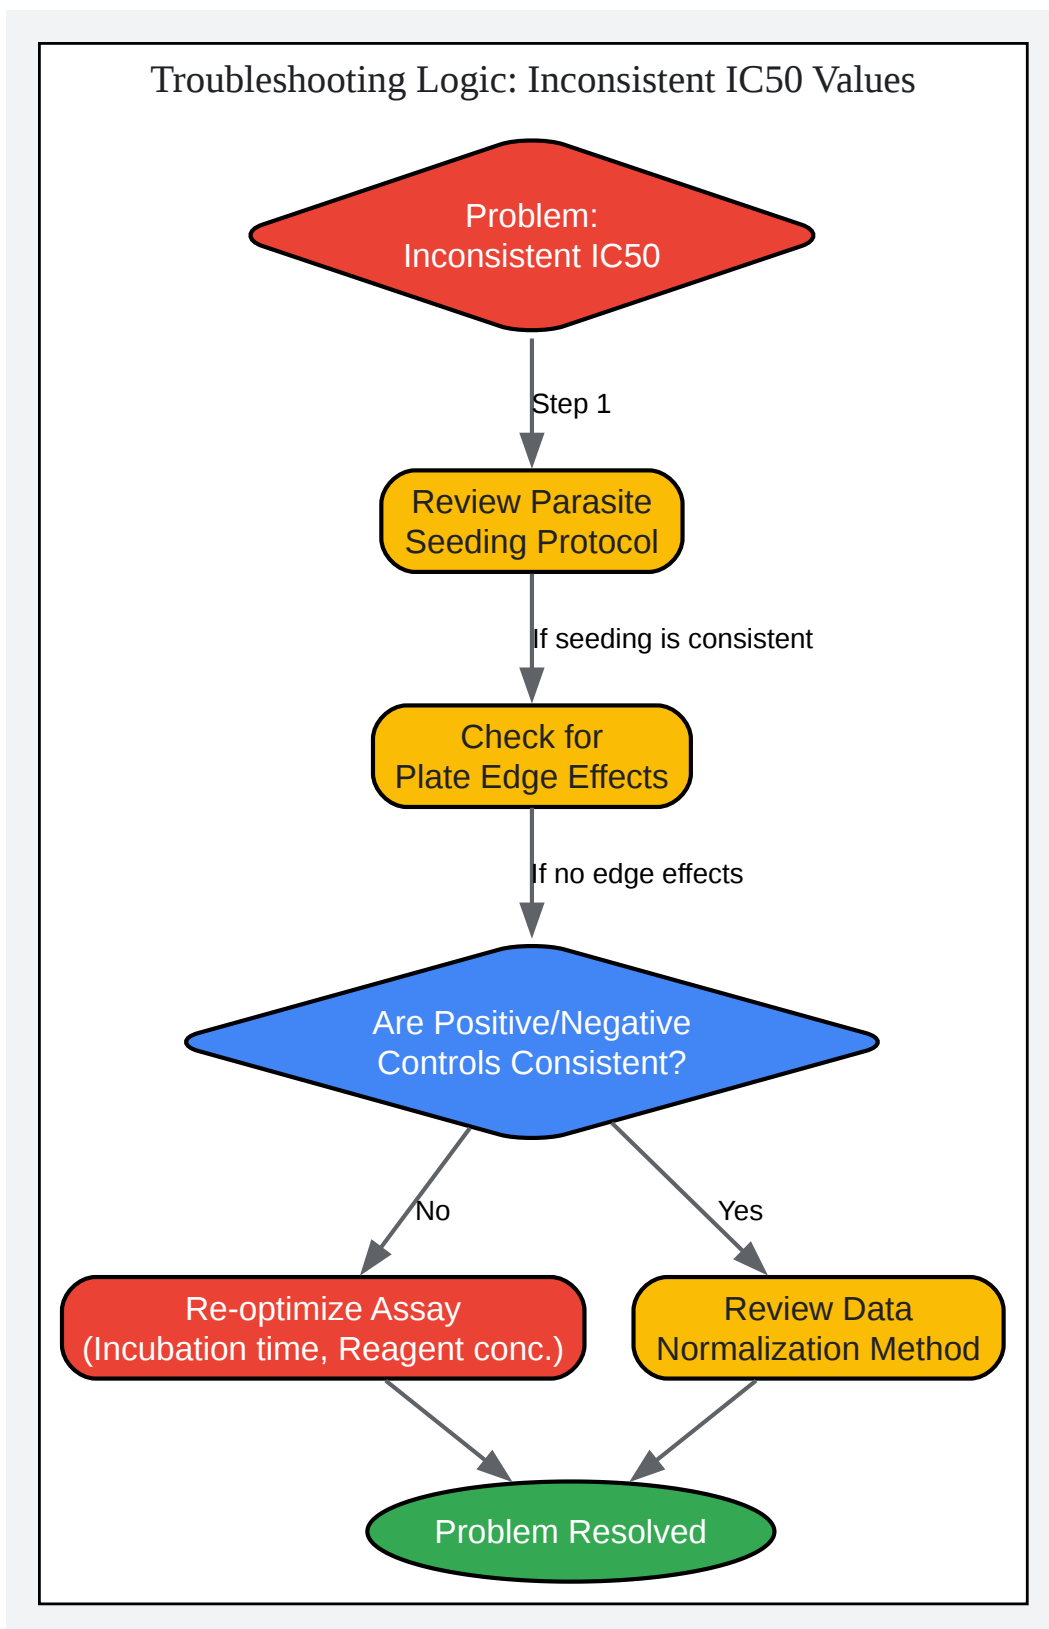 Troubleshooting Logic: Inconsistent IC50 Values
Problem:
Inconsistent IC50
Step 1
Review Parasite
Seeding Protocol
If seeding is consistent
Check for
Plate Edge Effects
If no edge effects
Are Positive/Negative
Controls Consistent?
No
Yes
Re-optimize Assay
(Incubation time, Reagent conc.)
Review Data
Normalization Method
Problem Resolved